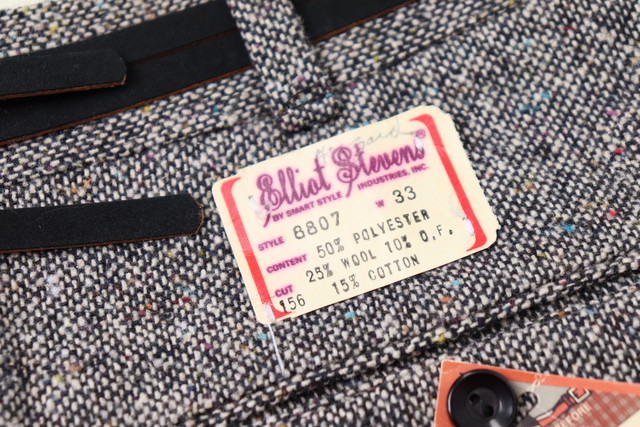 Elliot Stevens®
BY SMART STYLE INDUSTRIES, INC.
STYLE 8807 W 33
CONTENT 50% POLYESTER
25% WOOL 10% O.F.
CUT 15% COTTON
156